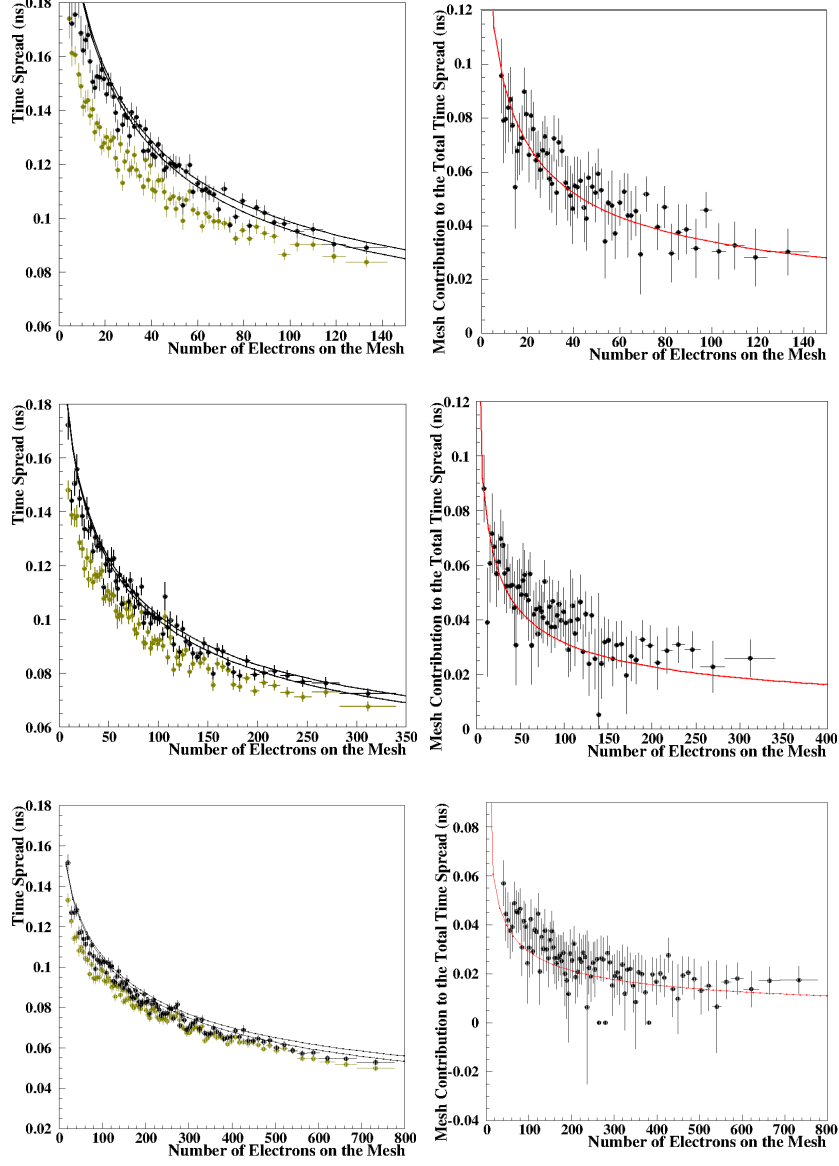 Time Spread (ns)
0.18
0.16
0.14
0.12
0.1
0.08
0.06
0 20 40 60 80 100 120 140
Number of Electrons on the Mesh
Mesh Contribution to the Total Time Spread (ns)
0.12
0.1
0.08
0.06
0.04
0.02
0
0 20 40 60 80 100 120 140
Number of Electrons on the Mesh
Time Spread (ns)
0.18
0.16
0.14
0.12
0.1
0.08
0.06
0 50 100 150 200 250 300 350
Number of Electrons on the Mesh
Mesh Contribution to the Total Time Spread (ns)
0.12
0.1
0.08
0.06
0.04
0.02
0
0 50 100 150 200 250 300 350 400
Number of Electrons on the Mesh
Time Spread (ns)
0.18
0.16
0.14
0.12
0.1
0.08
0.06
0.04
0.02
0 100 200 300 400 500 600 700 800
Number of Electrons on the Mesh
Mesh Contribution to the Total Time Spread (ns)
0.08
0.06
0.04
0.02
0
-0.02
-0.04
0 100 200 300 400 500 600 700 800
Number of Electrons on the Mesh